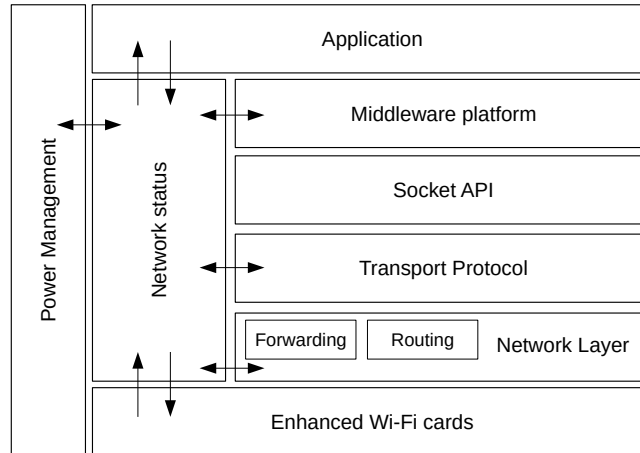 Application
Power Management
Network status
Middleware platform
Socket API
Transport Protocol
Forwarding
Routing
Network Layer
Enhanced Wi-Fi cards